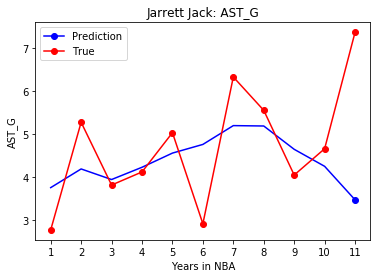 Jarrett Jack: AST_G
Prediction
True
AST_G
7
6
5
4
3
1 2 3 4 5 6 7 8 9 10 11
Years in NBA